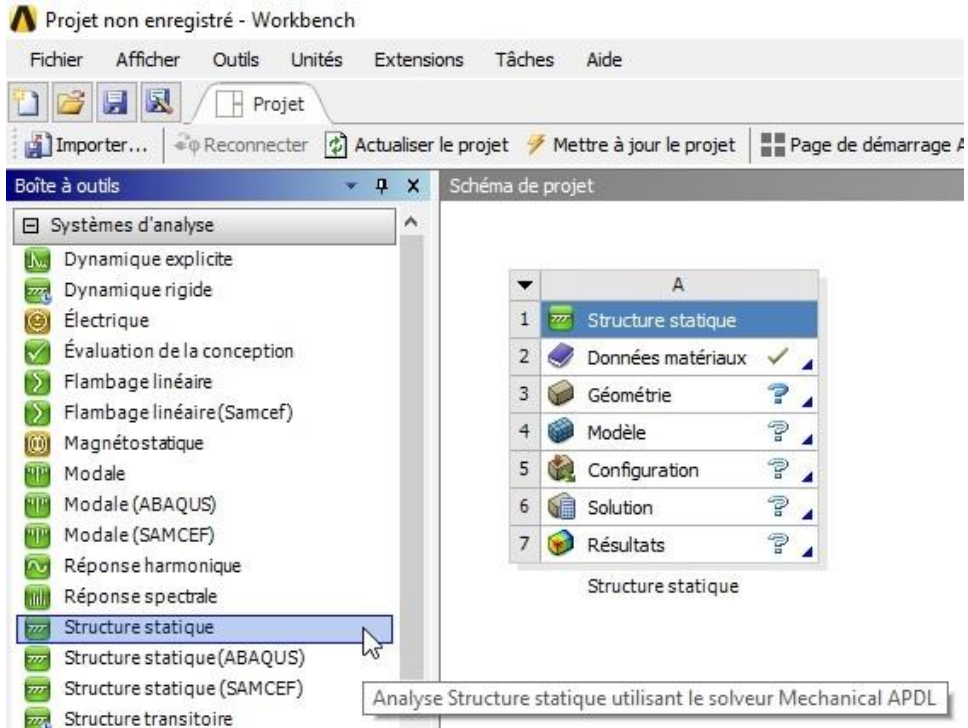 Projet non enregistré - Workbench
Fichier Afficher Outils Unités Extensions Tâches Aide
Projet
Importer... Reconnecter Actualiser le projet Mettre à jour le projet Page de démarrage A
Boîte à outils
Systèmes d'analyse
Dynamique explicite
Dynamique rigide
Électrique
Évaluation de la conception
Flambage linéaire
Flambage linéaire (Samcef)
Magnétostatique
Modale
Modale (ABAQUS)
Modale (SAMCEF)
Réponse harmonique
Réponse spectrale
Structure statique
Structure statique (ABAQUS)
Structure statique (SAMCEF)
Structure transitoire
Schéma de projet
A
1 Structure statique
2 Données matériaux
3 Géométrie
4 Modèle
5 Configuration
6 Solution
7 Résultats
Structure statique
Analyse Structure statique utilisant le solveur Mechanical APDL